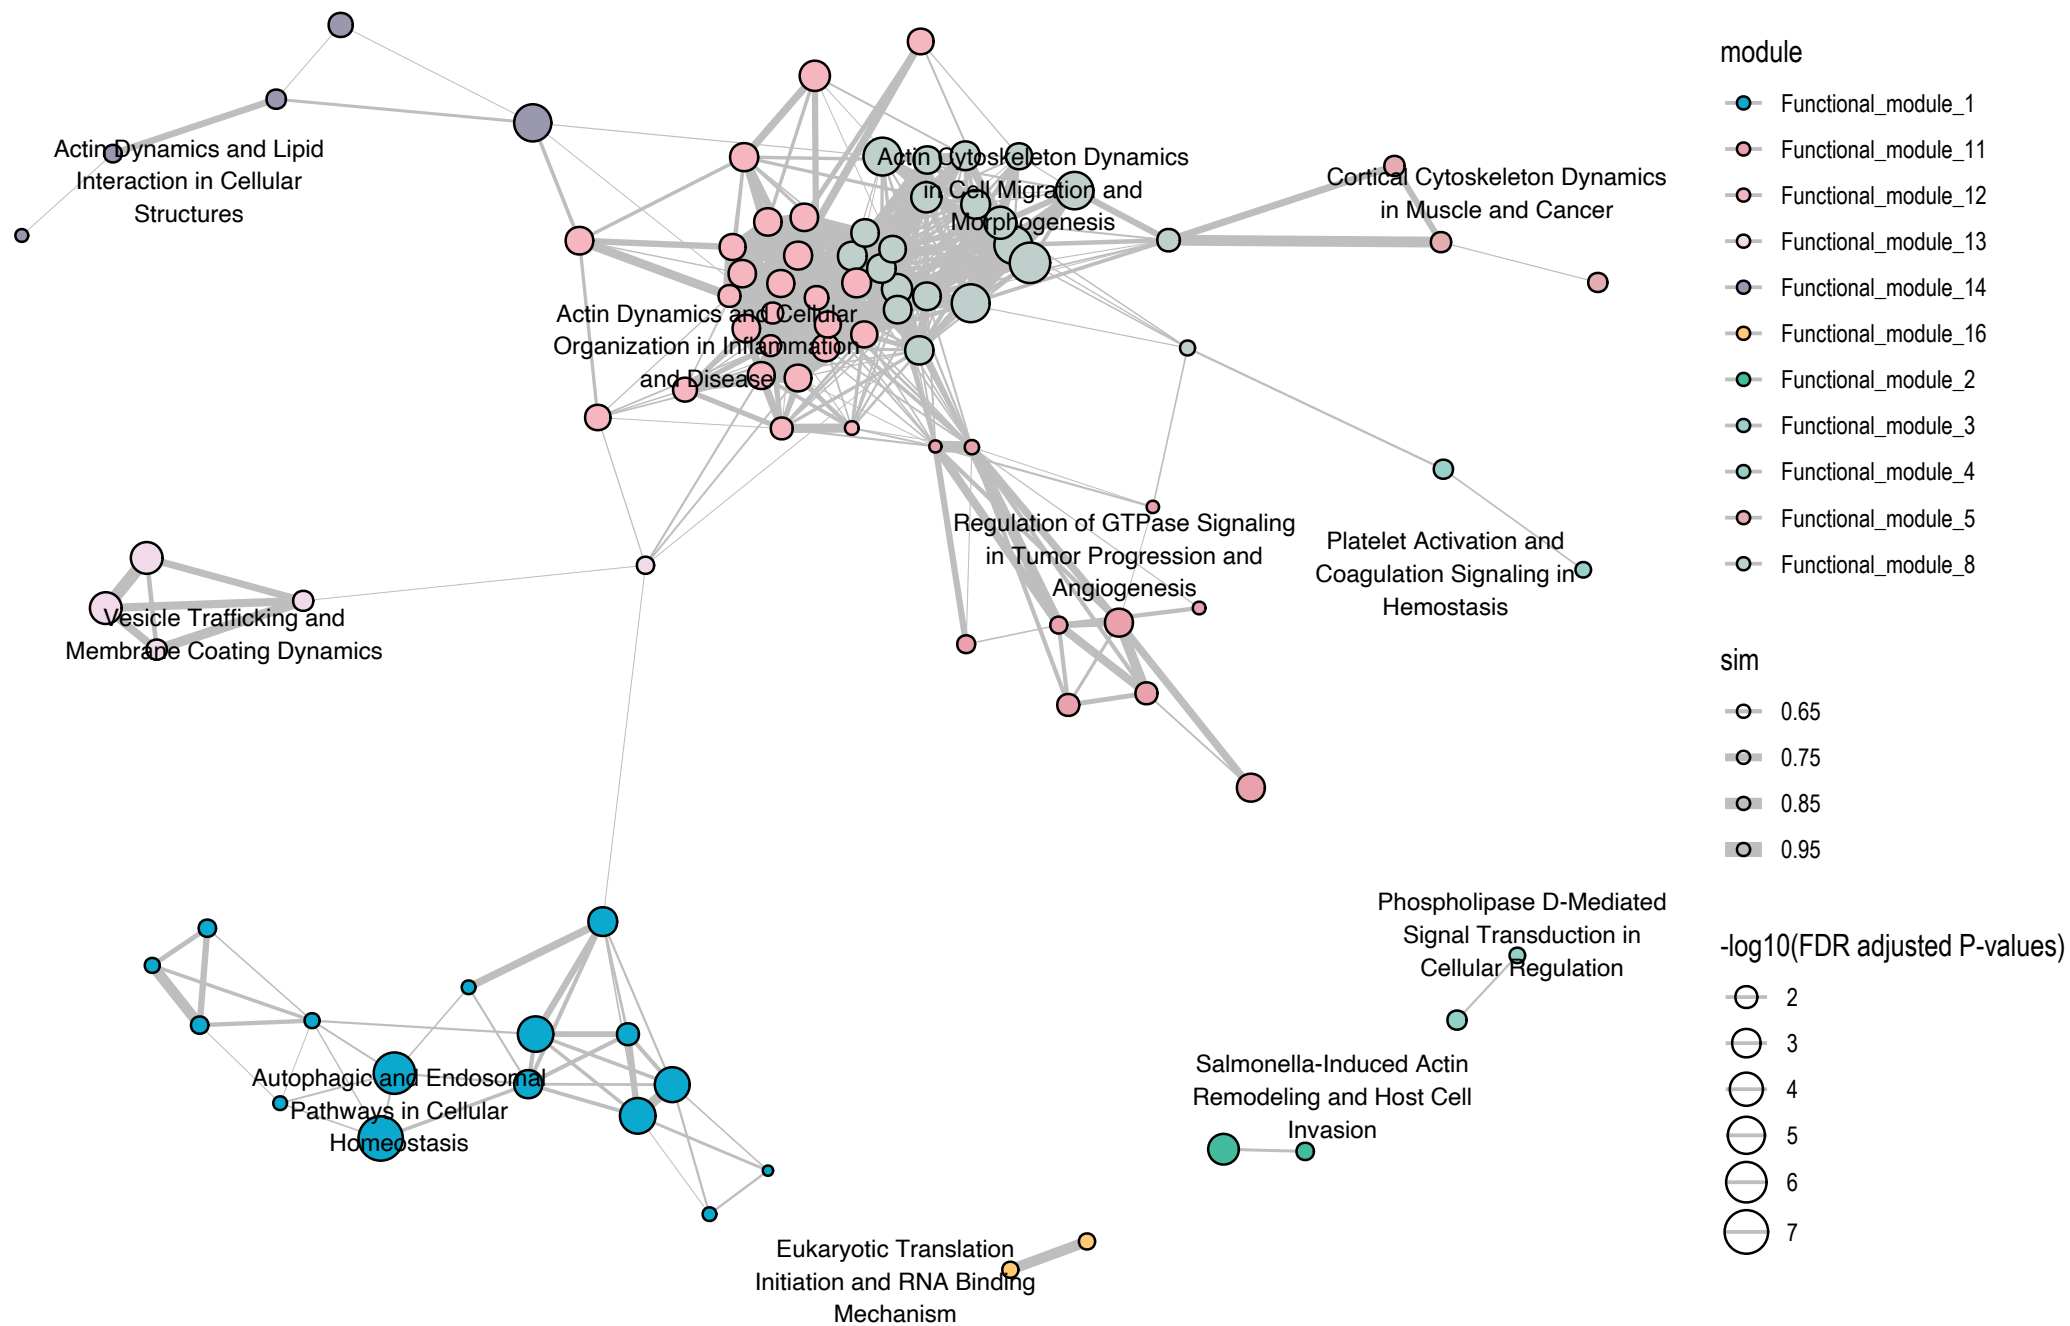 Actin Dynamics and Lipid
Interaction in Cellular
Structures
Actin Cytoskeleton Dynamics
in Cell Migration and
Morphogenesis
Cortical Cytoskeleton Dynamics
in Muscle and Cancer
Actin Dynamics and Cellular
Organization in Inflammation
and Disease
Regulation of GTPase Signaling
in Tumor Progression and
Angiogenesis
Platelet Activation and
Coagulation Signaling in
Hemostasis
Vesicle Trafficking and
Membrane Coating Dynamics
Phospholipase D-Mediated
Signal Transduction in
Cellular Regulation
Salmonella-Induced Actin
Remodeling and Host Cell
Invasion
Autophagic and Endosomal
Pathways in Cellular
Homeostasis
Eukaryotic Translation
Initiation and RNA Binding
Mechanism
module
Functional_module_1
Functional_module_11
Functional_module_12
Functional_module_13
Functional_module_14
Functional_module_16
Functional_module_2
Functional_module_3
Functional_module_4
Functional_module_5
Functional_module_8
sim
0.65
0.75
0.85
0.95
-log10(FDR adjusted P-values)
2
3
4
5
6
7